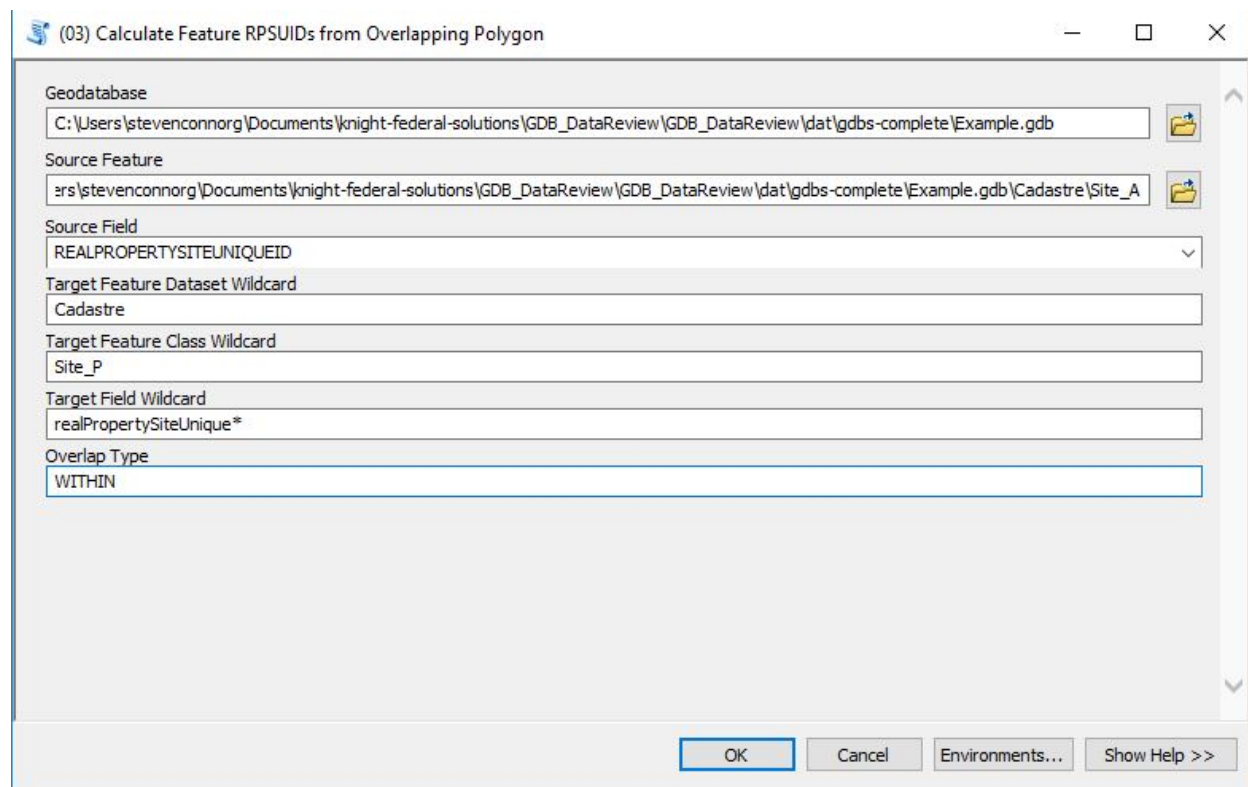 (03) Calculate Feature RPSUIDs from Overlapping Polygon
Geodatabase
C:\Users\stevenconnorg\Documents\knight-federal-solutions\GDB_DataReview\GDB_DataReview\dat\gdbs-complete\Example.gdb
Source Feature
ers\stevenconnorg\Documents\knight-federal-solutions\GDB_DataReview\GDB_DataReview\dat\gdbs-complete\Example.gdb\Cadastre\Site_A
Source Field
REALPROPERTYSITEUNIQUEID
Target Feature Dataset Wildcard
Cadastre
Target Feature Class Wildcard
Site_P
Target Field Wildcard
realPropertySiteUnique*
Overlap Type
WITHIN
OK Cancel Environments... Show Help >>